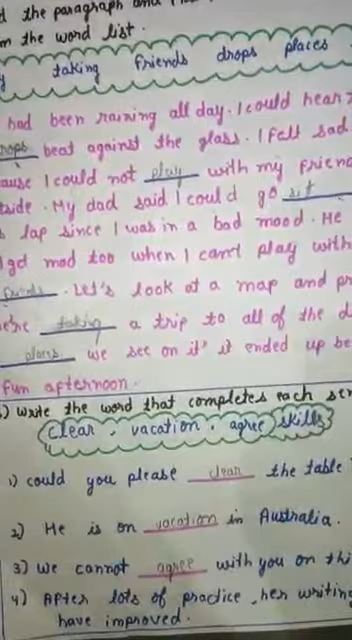 the paragraph and
m the word list.
taking friends drops places
had been raining all day. I could hear
drops beat against the glass. I felt sad
ause I could not play with my frien
tside. My dad said I could go sit
s lap since I was in a bad mood. He
get mad too when I can't play with
friends. Let's look at a map and pr
we're taking a trip to all of the d
places we see on it" it ended up be
fun afternoon.
) write the word that completes each sen
clear, vacation, agree, skills
1) could you please clear the table
2) He is on vacation in Australia.
3) We cannot agree with you on thi
4) After lots of practice, her writing
have improved.